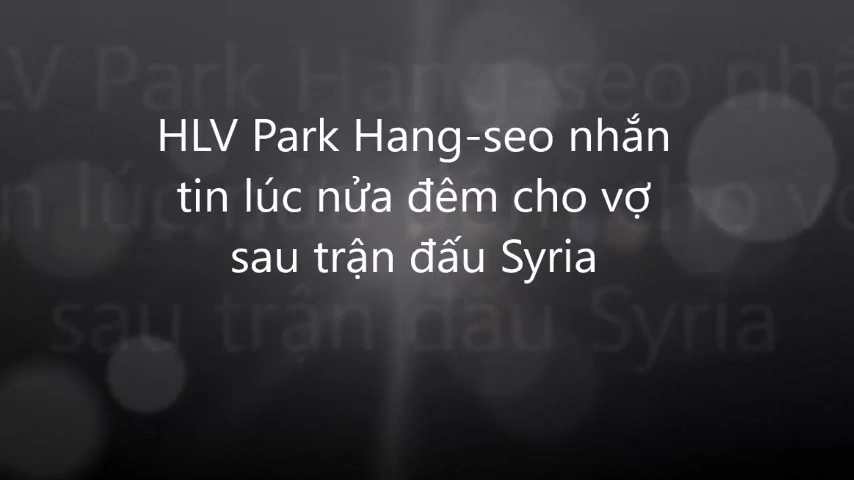 HLV Park Hang-seo nhắn
tin lúc nửa đêm cho vợ
sau trận đấu Syria